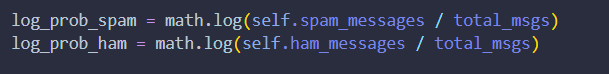 log_prob_spam = math.log(self.spam_messages / total_msgs)
log_prob_ham = math.log(self.ham_messages / total_msgs)